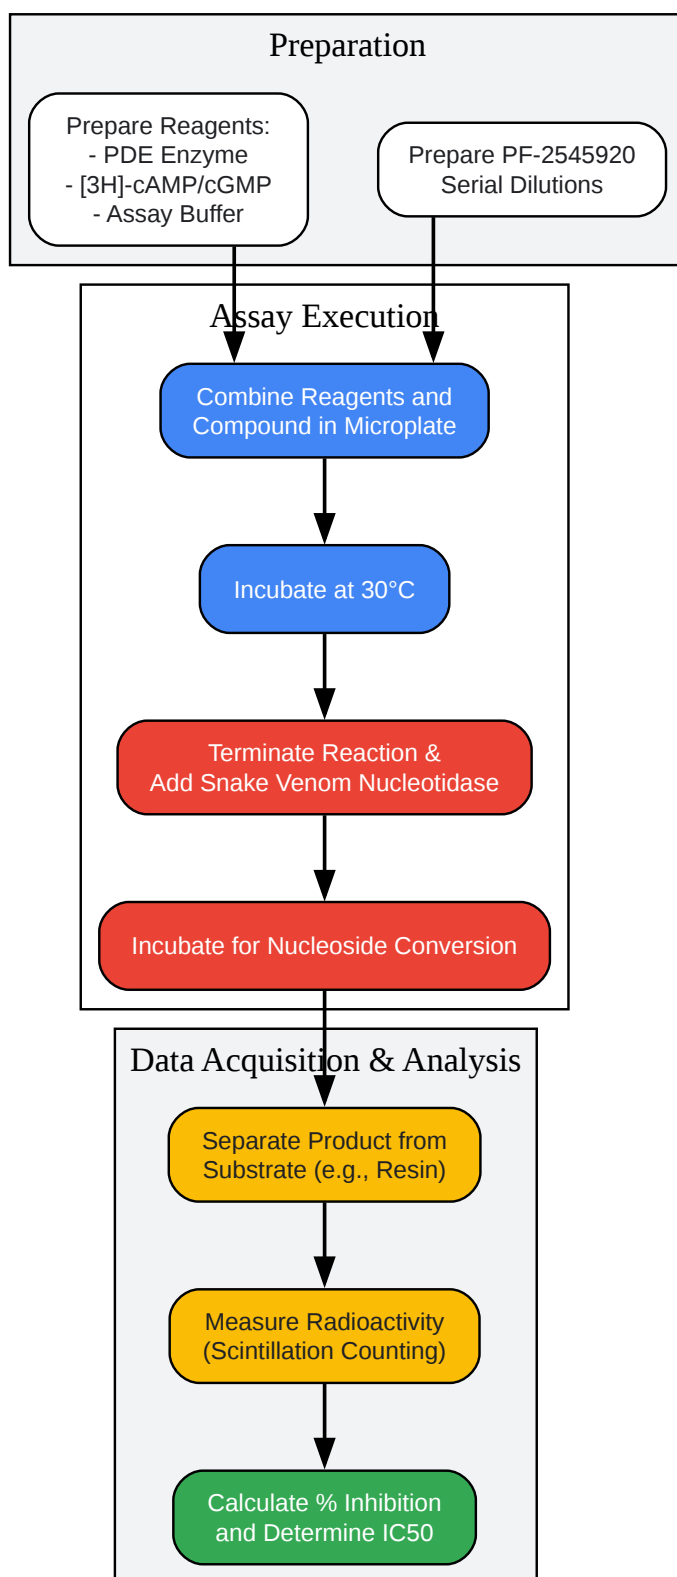 Preparation
Prepare Reagents:
- PDE Enzyme
- [3H]-cAMP/cGMP
- Assay Buffer
Prepare PF-2545920
Serial Dilutions
Assay Execution
Combine Reagents and
Compound in Microplate
Incubate at 30°C
Terminate Reaction &
Add Snake Venom Nucleotidase
Incubate for Nucleoside Conversion
Data Acquisition & Analysis
Separate Product from
Substrate (e.g., Resin)
Measure Radioactivity
(Scintillation Counting)
Calculate % Inhibition
and Determine IC50